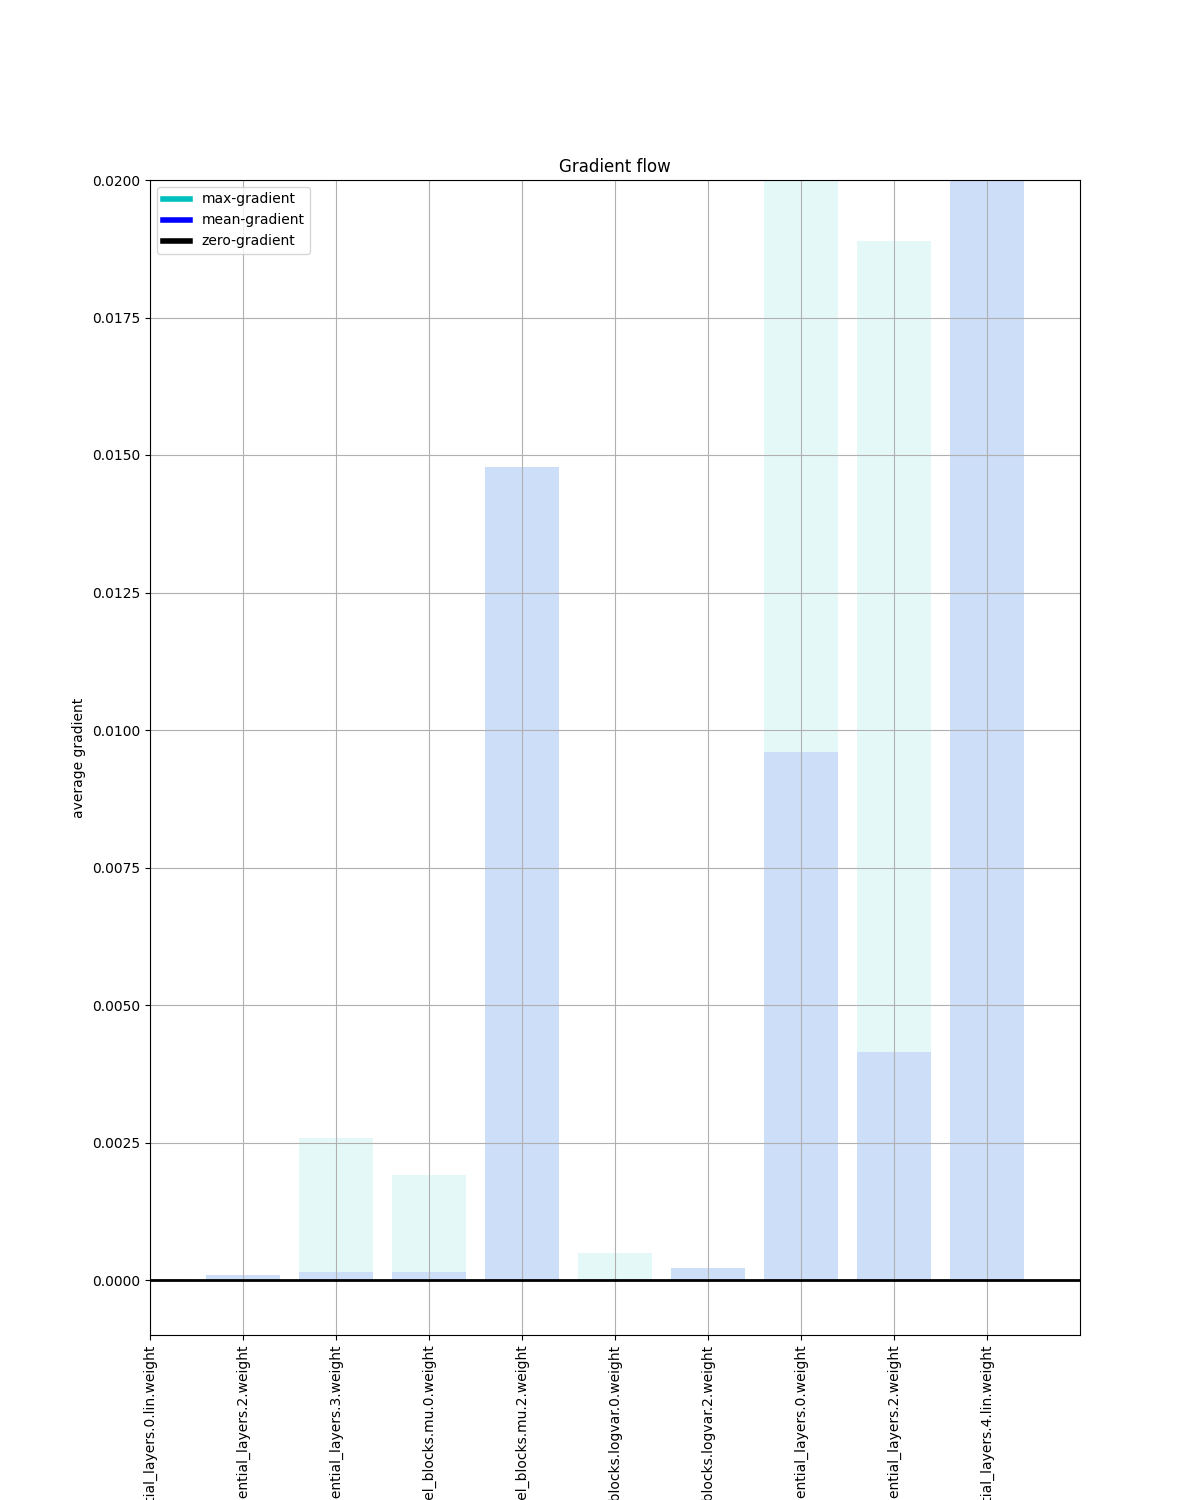 Gradient flow
max-gradient
mean-gradient
zero-gradient
0.0200
0.0175
0.0150
0.0125
0.0100
0.0075
0.0050
0.0025
0.0000
average gradient
tial_layers.0.lin.weight
ential_layers.2.weight
ential_layers.3.weight
el_blocks.mu.0.weight
el_blocks.mu.2.weight
blocks.logvar.0.weight
blocks.logvar.2.weight
ential_layers.0.weight
ential_layers.2.weight
tial_layers.4.lin.weight